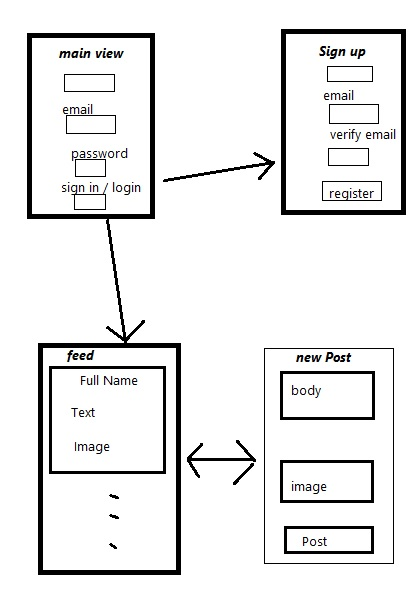 main view
email
password
sign in / login
Sign up
email
verify email
register
feed
Full Name
Text
Image
new Post
body
image
Post